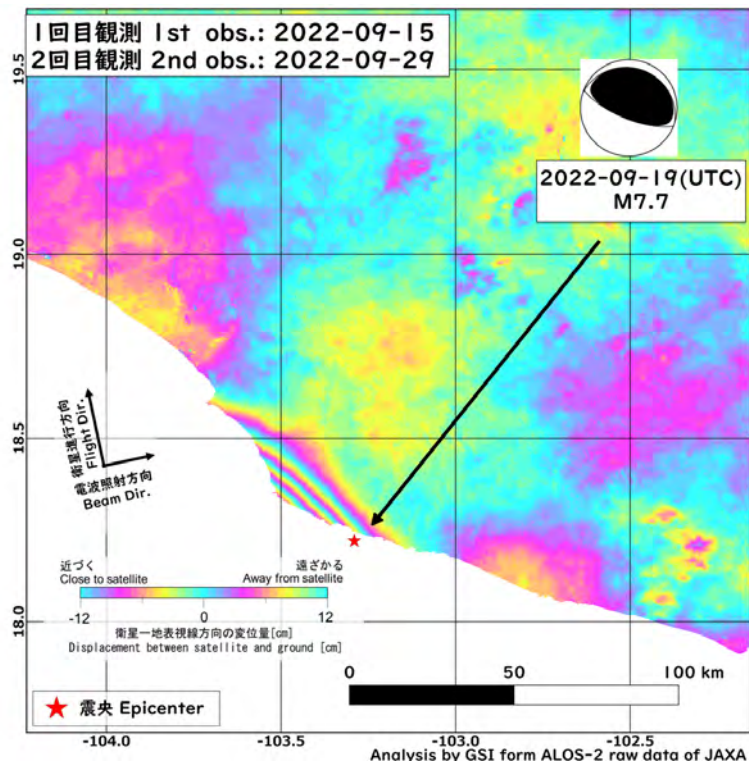 1回目観測 1st obs.: 2022-09-15
2回目観測 2nd obs.: 2022-09-29
2022-09-19(UTC)
M7.7
19.5
19.0
18.5
18.0
衛星進行方向
Flight Dir.
電波照射方向
Beam Dir.
近づく 遠ざかる
Close to satellite Away from satellite
-12 0 12
衛星ー地表視線方向の変位量[cm]
Displacement between satellite and ground [cm]
0 50 100 km
震央 Epicenter
-104.0 -103.5 -103.0 -102.5
Analysis by GSI form ALOS-2 raw data of JAXA